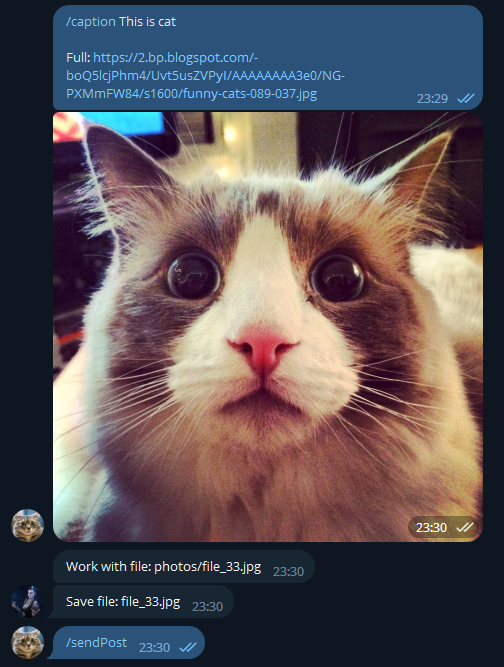 /caption This is cat
Full: https://2.bp.blogspot.com/-
boQ5lcjPhm4/Uvt5usZVPyI/AAAAAAAA3e0/NG-
PXMmFW84/s1600/funny-cats-089-037.jpg
23:29
23:30
Work with file: photos/file_33.jpg 23:30
Save file: file_33.jpg 23:30
/sendPost 23:30